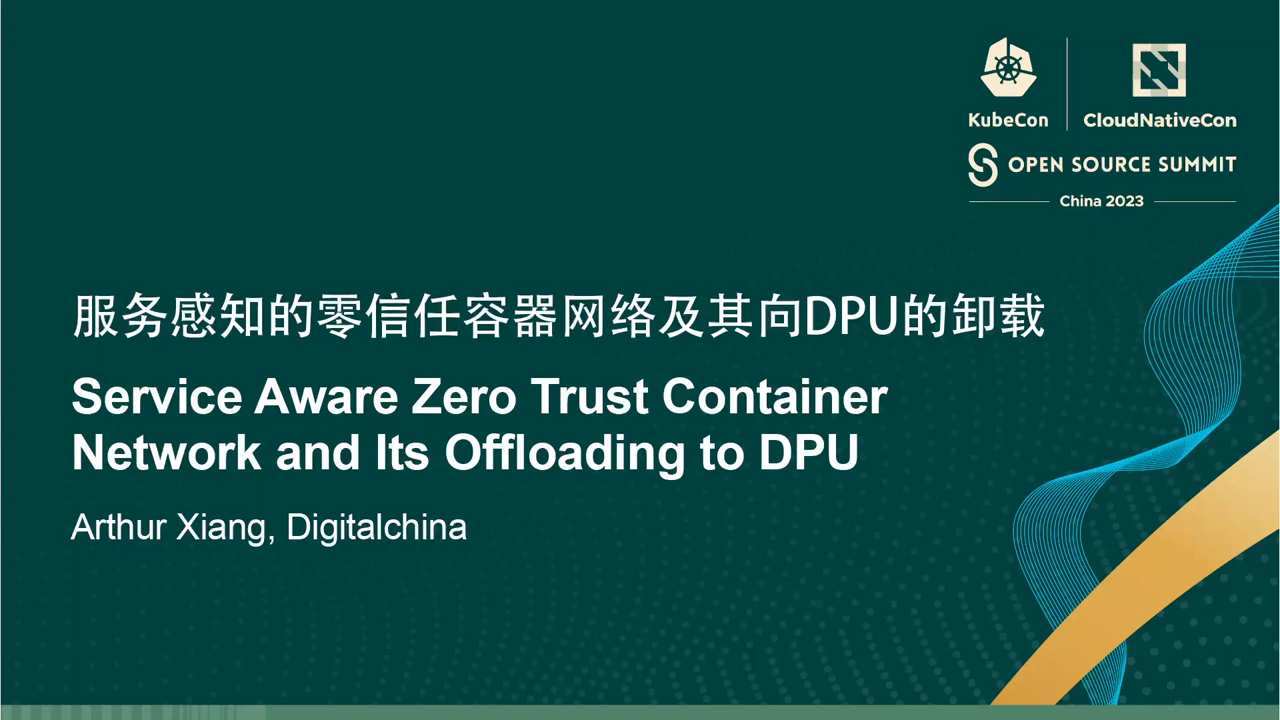 KubeCon
CloudNativeCon
OPEN SOURCE SUMMIT
China 2023
服务感知的零信任容器网络及其向DPU的卸载
Service Aware Zero Trust Container
Network and Its Offloading to DPU
Arthur Xiang, Digitalchina